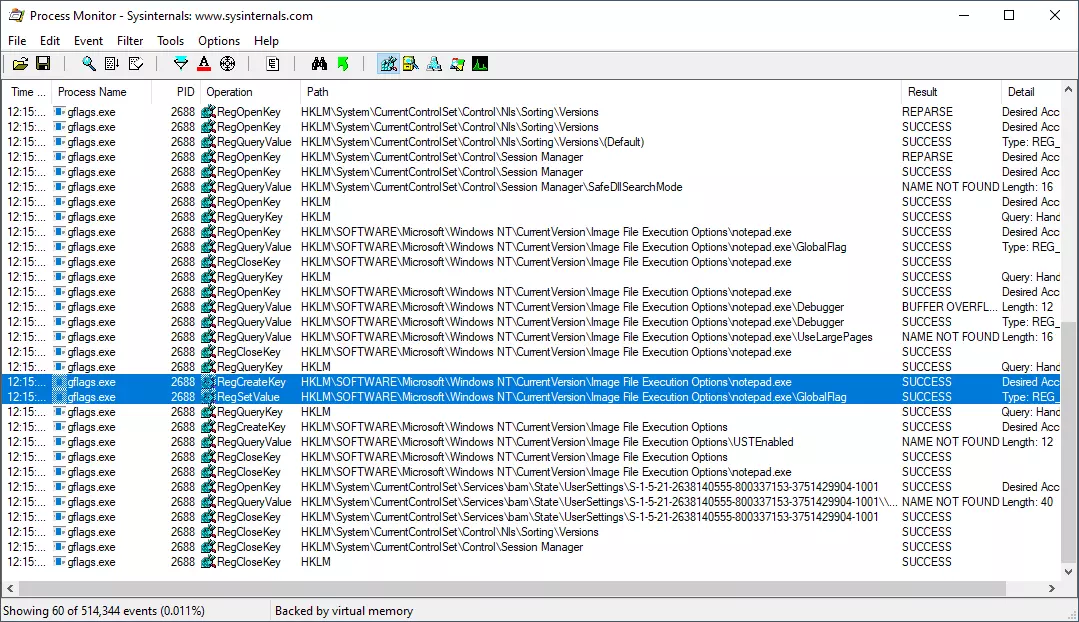 Process Monitor - Sysinternals: www.sysinternals.com
File Edit Event Filter Tools Options Help
Time ... Process Name PID Operation Path Result Detail
12:15:... gflags.exe 2688 RegOpenKey HKLM\System\CurrentControlSet\Control\Nls\Sorting\Versions REPARSE Desired Acc
12:15:... gflags.exe 2688 RegOpenKey HKLM\System\CurrentControlSet\Control\Nls\Sorting\Versions SUCCESS Desired Acc
12:15:... gflags.exe 2688 RegQueryValue HKLM\System\CurrentControlSet\Control\Nls\Sorting\Versions\(Default) SUCCESS Type: REG_
12:15:... gflags.exe 2688 RegOpenKey HKLM\System\CurrentControlSet\Control\Session Manager REPARSE Desired Acc
12:15:... gflags.exe 2688 RegOpenKey HKLM\System\CurrentControlSet\Control\Session Manager SUCCESS Desired Acc
12:15:... gflags.exe 2688 RegQueryValue HKLM\System\CurrentControlSet\Control\Session Manager\SafeDllSearchMode NAME NOT FOUND Length: 16
12:15:... gflags.exe 2688 RegOpenKey HKLM SUCCESS Desired Acc
12:15:... gflags.exe 2688 RegQueryKey HKLM SUCCESS Query: Hand
12:15:... gflags.exe 2688 RegOpenKey HKLM\SOFTWARE\Microsoft\Windows NT\CurrentVersion\Image File Execution Options\notepad.exe SUCCESS Desired Acc
12:15:... gflags.exe 2688 RegQueryValue HKLM\SOFTWARE\Microsoft\Windows NT\CurrentVersion\Image File Execution Options\notepad.exe\GlobalFlag SUCCESS Type: REG_
12:15:... gflags.exe 2688 RegCloseKey HKLM\SOFTWARE\Microsoft\Windows NT\CurrentVersion\Image File Execution Options\notepad.exe SUCCESS
12:15:... gflags.exe 2688 RegQueryKey HKLM SUCCESS Query: Hand
12:15:... gflags.exe 2688 RegOpenKey HKLM\SOFTWARE\Microsoft\Windows NT\CurrentVersion\Image File Execution Options\notepad.exe SUCCESS Desired Acc
12:15:... gflags.exe 2688 RegQueryValue HKLM\SOFTWARE\Microsoft\Windows NT\CurrentVersion\Image File Execution Options\notepad.exe\Debugger BUFFER OVERFL... Length: 12
12:15:... gflags.exe 2688 RegQueryValue HKLM\SOFTWARE\Microsoft\Windows NT\CurrentVersion\Image File Execution Options\notepad.exe\Debugger SUCCESS Type: REG_
12:15:... gflags.exe 2688 RegQueryValue HKLM\SOFTWARE\Microsoft\Windows NT\CurrentVersion\Image File Execution Options\notepad.exe\UseLargePages NAME NOT FOUND Length: 16
12:15:... gflags.exe 2688 RegCloseKey HKLM\SOFTWARE\Microsoft\Windows NT\CurrentVersion\Image File Execution Options\notepad.exe SUCCESS
12:15:... gflags.exe 2688 RegQueryKey HKLM SUCCESS Query: Hand
12:15:... gflags.exe 2688 RegCreateKey HKLM\SOFTWARE\Microsoft\Windows NT\CurrentVersion\Image File Execution Options\notepad.exe SUCCESS Desired Acc
12:15:... gflags.exe 2688 RegSetValue HKLM\SOFTWARE\Microsoft\Windows NT\CurrentVersion\Image File Execution Options\notepad.exe\GlobalFlag SUCCESS Type: REG_
12:15:... gflags.exe 2688 RegQueryKey HKLM SUCCESS Query: Hand
12:15:... gflags.exe 2688 RegCreateKey HKLM\SOFTWARE\Microsoft\Windows NT\CurrentVersion\Image File Execution Options SUCCESS Desired Acc
12:15:... gflags.exe 2688 RegQueryValue HKLM\SOFTWARE\Microsoft\Windows NT\CurrentVersion\Image File Execution Options\USTEnabled NAME NOT FOUND Length: 12
12:15:... gflags.exe 2688 RegCloseKey HKLM\SOFTWARE\Microsoft\Windows NT\CurrentVersion\Image File Execution Options SUCCESS
12:15:... gflags.exe 2688 RegCloseKey HKLM\SOFTWARE\Microsoft\Windows NT\CurrentVersion\Image File Execution Options\notepad.exe SUCCESS
12:15:... gflags.exe 2688 RegOpenKey HKLM\System\CurrentControlSet\Services\bam\State\UserSettings\S-1-5-21-2638140555-800337153-3751429904-1001 SUCCESS Desired Acc
12:15:... gflags.exe 2688 RegQueryValue HKLM\System\CurrentControlSet\Services\bam\State\UserSettings\S-1-5-21-2638140555-800337153-3751429904-1001\\... NAME NOT FOUND Length: 40
12:15:... gflags.exe 2688 RegCloseKey HKLM\System\CurrentControlSet\Services\bam\State\UserSettings\S-1-5-21-2638140555-800337153-3751429904-1001 SUCCESS
12:15:... gflags.exe 2688 RegCloseKey HKLM\System\CurrentControlSet\Control\Nls\Sorting\Versions SUCCESS
12:15:... gflags.exe 2688 RegCloseKey HKLM\System\CurrentControlSet\Control\Session Manager SUCCESS
12:15:... gflags.exe 2688 RegCloseKey HKLM SUCCESS
Showing 60 of 514,344 events (0.011%) Backed by virtual memory